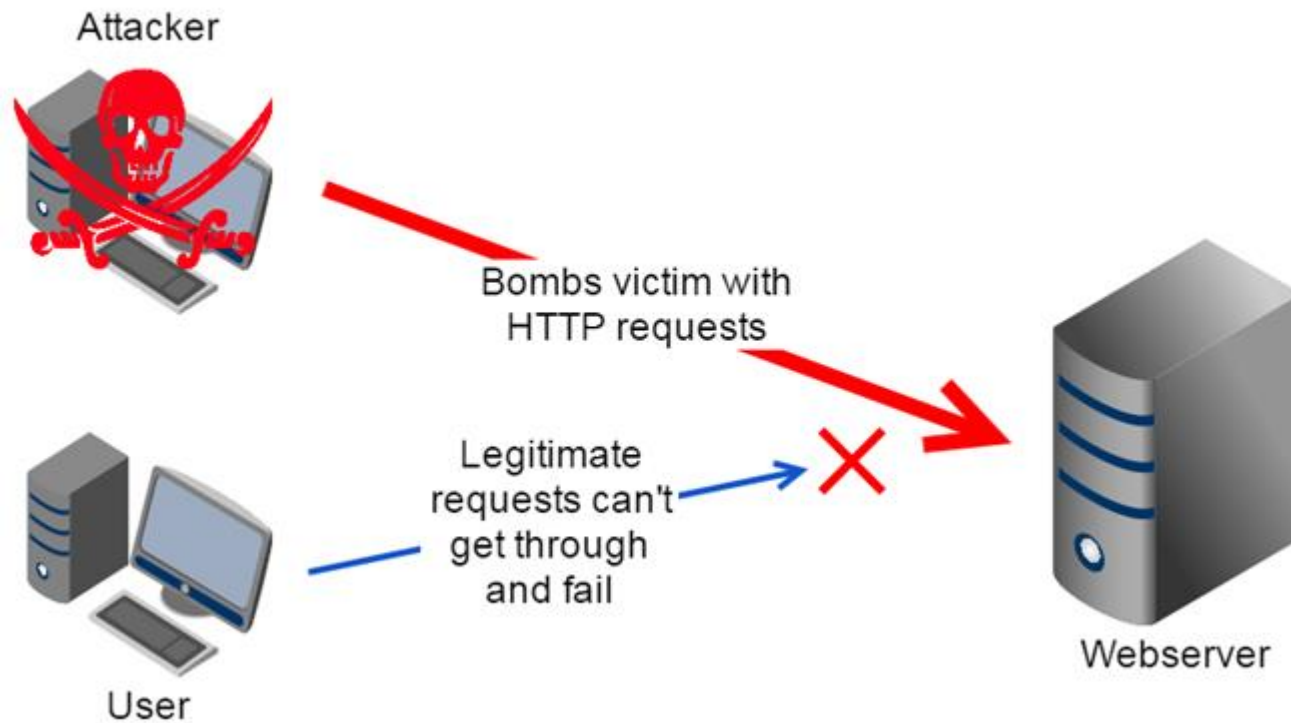 Attacker
Bombs victim with
HTTP requests
Legitimate
requests can't
get through
and fail
User
Webserver